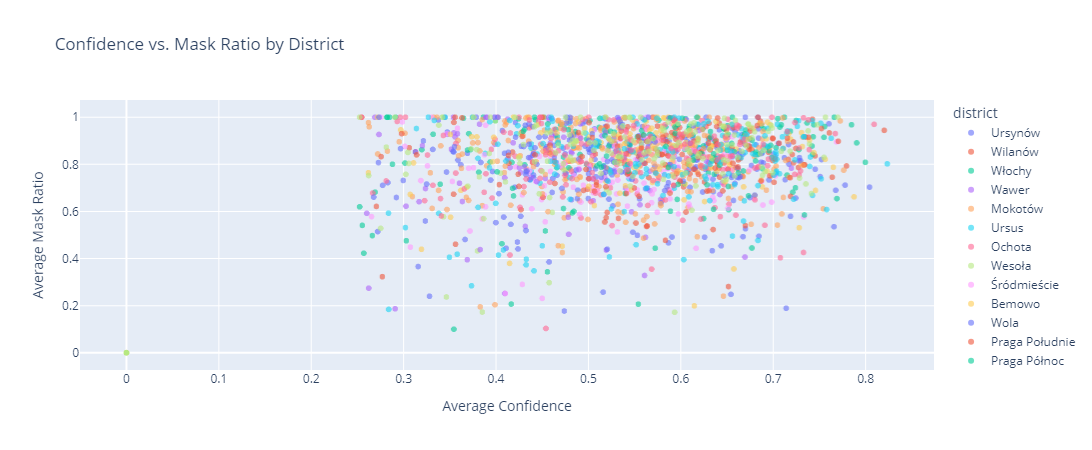 Confidence vs. Mask Ratio by District
district
Ursynów
Wilanów
Włochy
Wawer
Mokotów
Ursus
Ochota
Wesoła
Śródmieście
Bemowo
Wola
Praga Południe
Praga Północ
Average Mask Ratio
1
0.8
0.6
0.4
0.2
0
0 0.1 0.2 0.3 0.4 0.5 0.6 0.7 0.8
Average Confidence